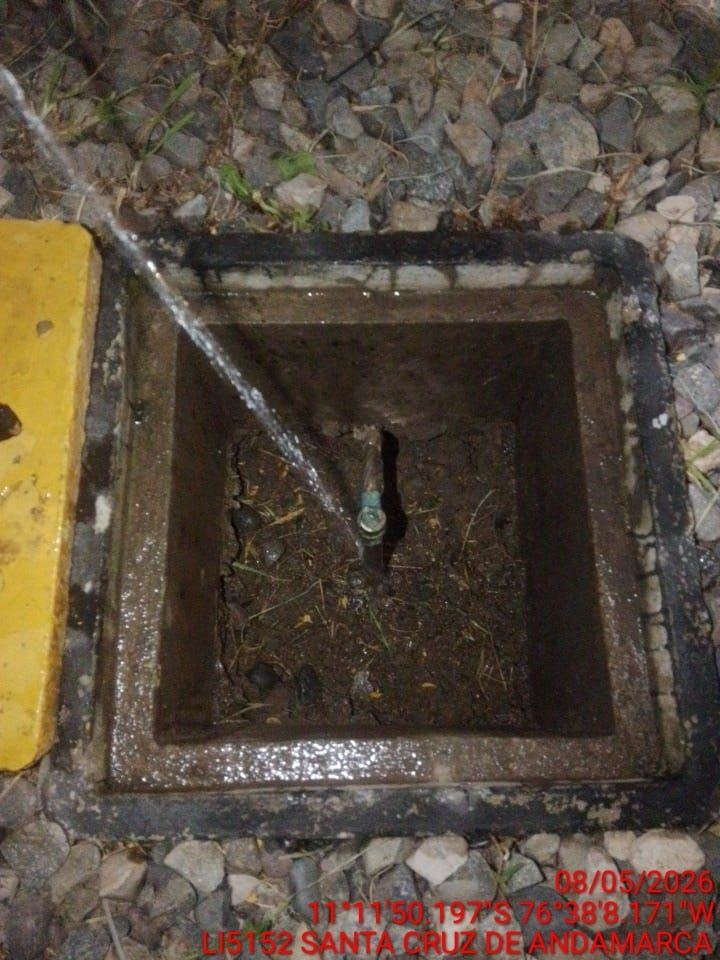 08/05/2026
11°11'50.197"S 76°38'8.171"W
LI5152 SANTA CRUZ DE ANDAMARCA